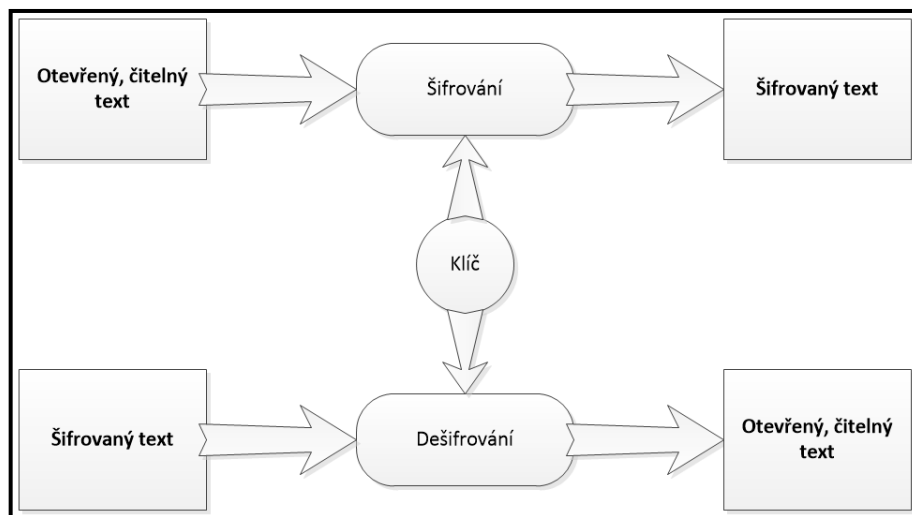 Otevřený, čitelný
text
Šifrování
Šifrovaný text
Klíč
Šifrovaný text
Dešifrování
Otevřený, čitelný
text